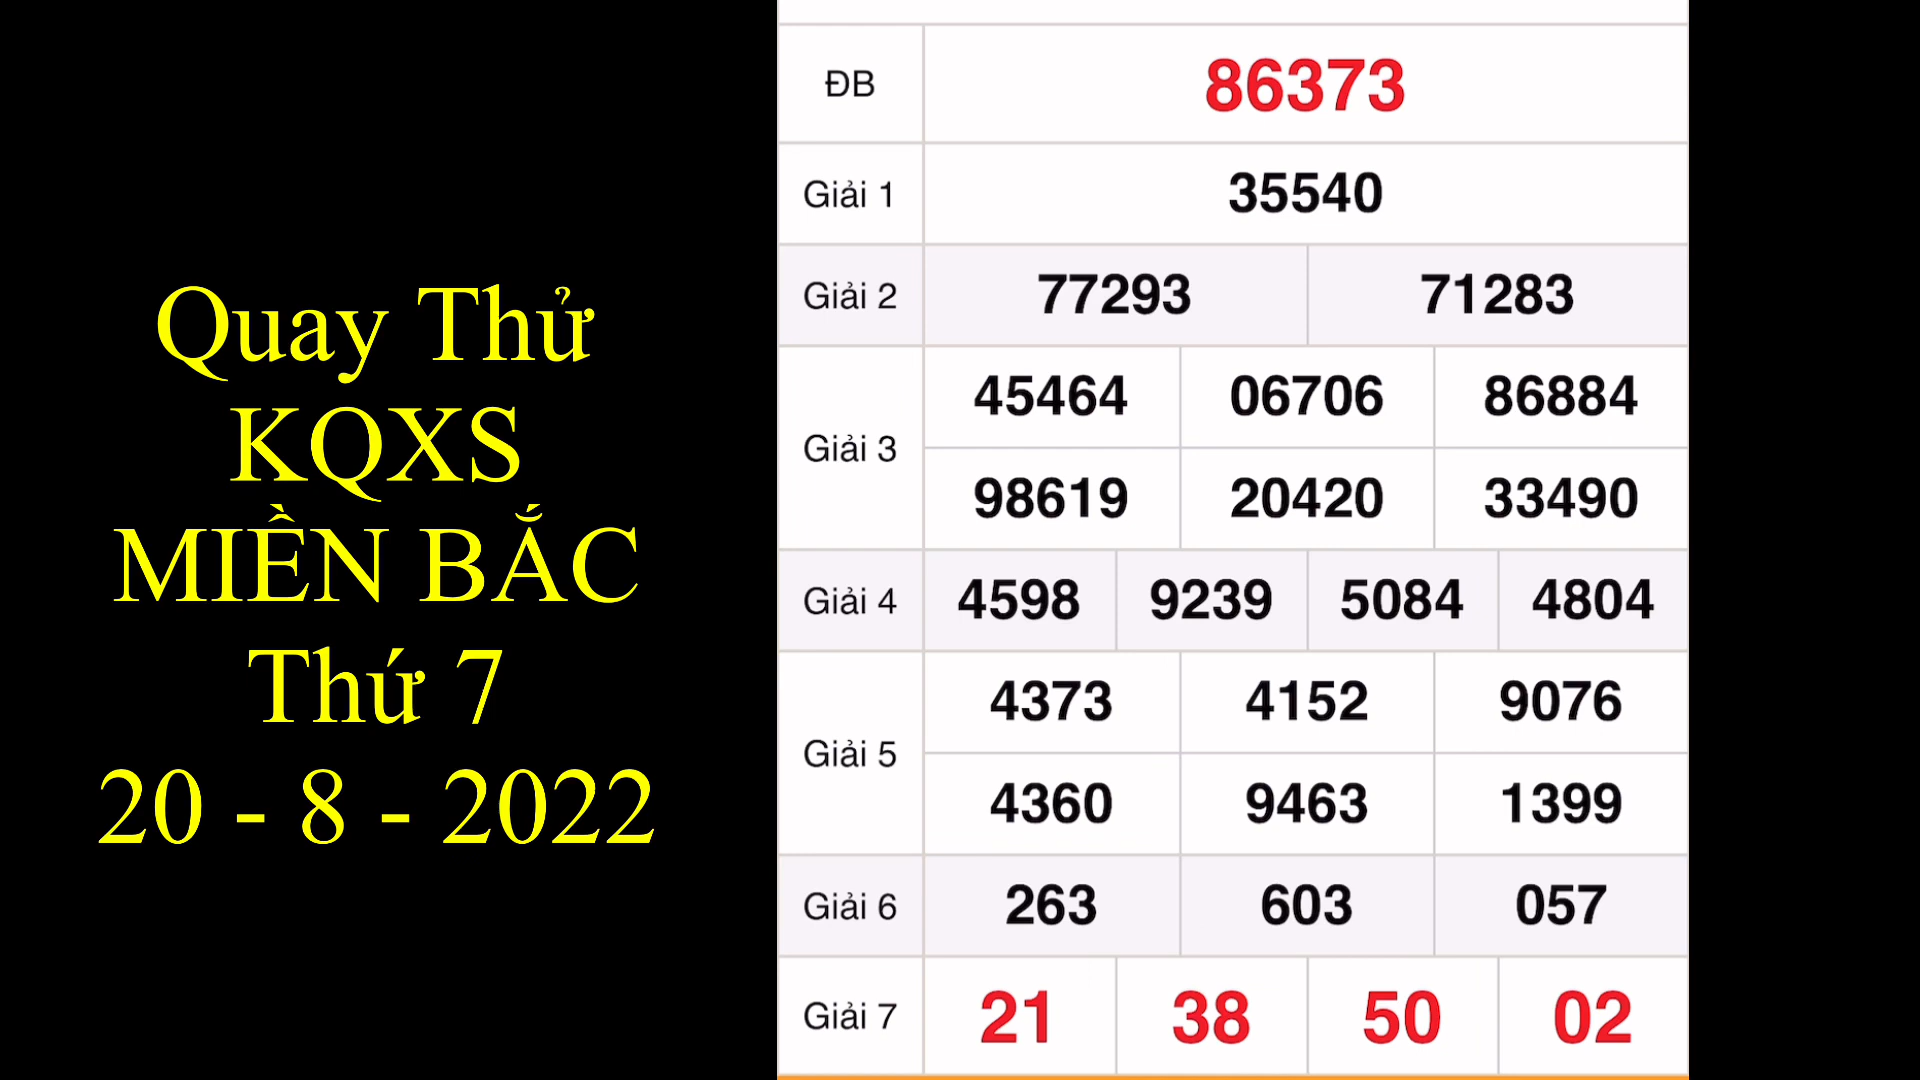 Quay Thử
KQXS
MIỀN BẮC
Thứ 7
20 - 8 - 2022
ĐB 86373
Giải 1 35540
Giải 2 77293 71283
Giải 3 45464 06706 86884
98619 20420 33490
Giải 4 4598 9239 5084 4804
Giải 5 4373 4152 9076
4360 9463 1399
Giải 6 263 603 057
Giải 7 21 38 50 02